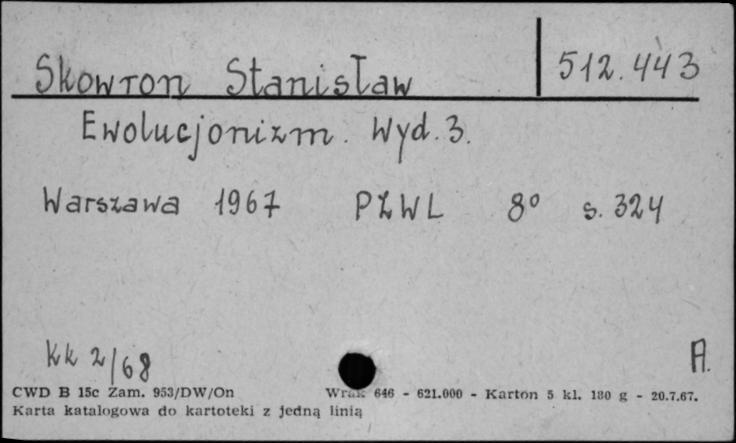 Skowron Stanisław 512.443
Ewolucjonizm. Wyd. 3.
Warszawa 1967 PZWL 8° s. 324
kk 2/68 A.
CWD B 15c Zam. 953/DW/On Wrak 646 - 621.000 - Karton 5 kl. 180 g - 20.7.67.
Karta katalogowa do kartoteki z jedną linią